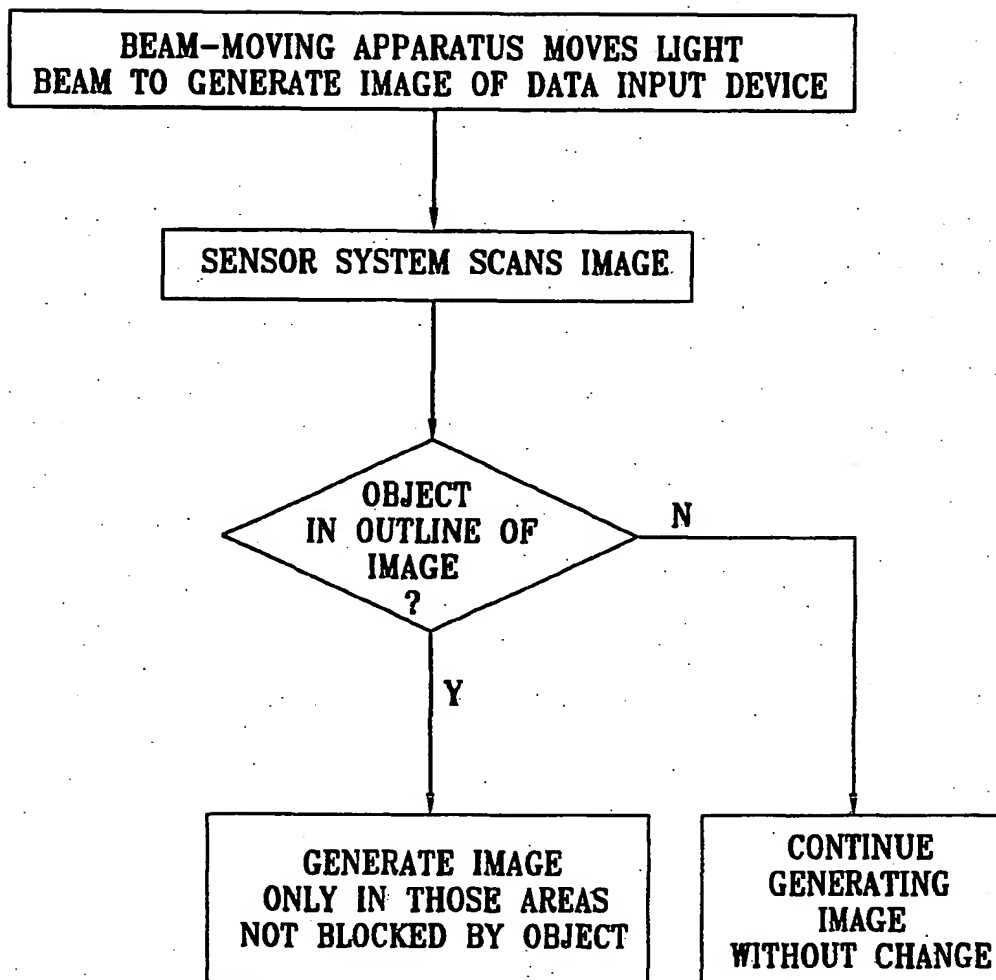 BEAM-MOVING APPARATUS MOVES LIGHT
BEAM TO GENERATE IMAGE OF DATA INPUT DEVICE
SENSOR SYSTEM SCANS IMAGE
OBJECT
IN OUTLINE OF
IMAGE
?
N
Y
GENERATE IMAGE
ONLY IN THOSE AREAS
NOT BLOCKED BY OBJECT
CONTINUE
GENERATING
IMAGE
WITHOUT CHANGE